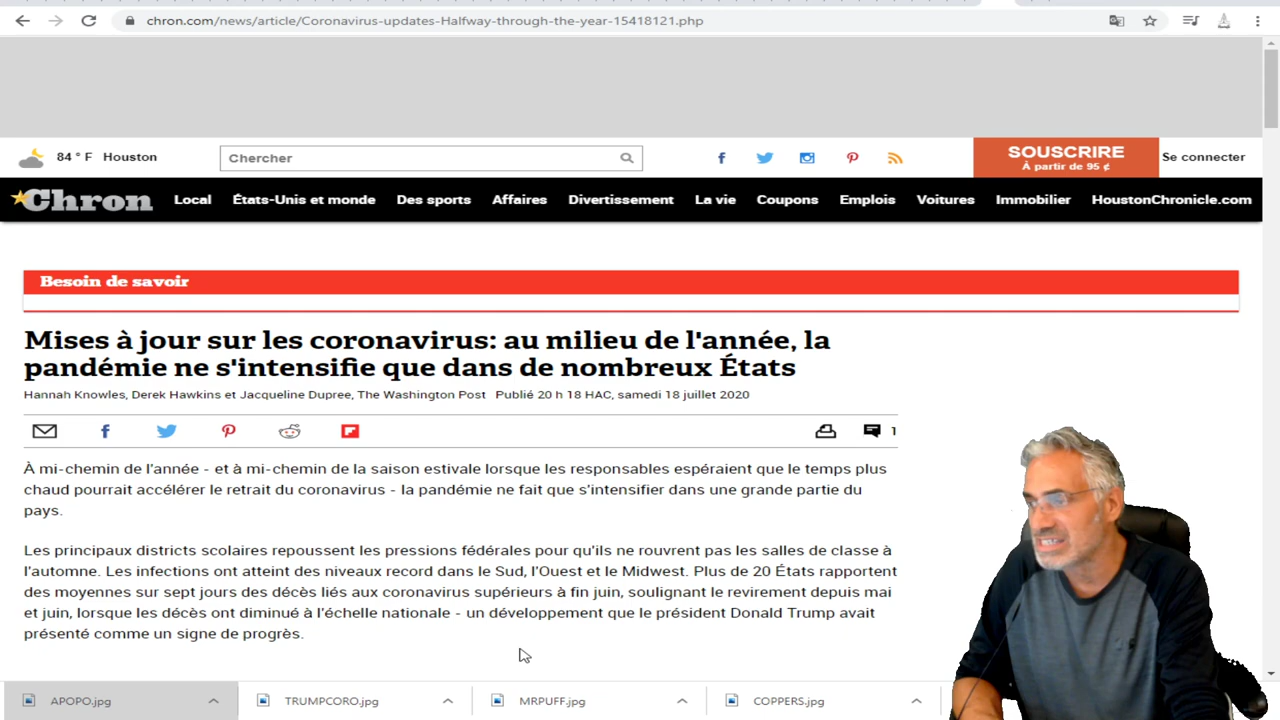 chron.com/news/article/Coronavirus-updates-Halfway-through-the-year-15418121.php
84 ° F Houston
Chercher
SOUSCRIRE
À partir de 95 ¢
Se connecter
Chron
Local États-Unis et monde Des sports Affaires Divertissement La vie Coupons Emplois Voitures Immobilier HoustonChronicle.com
Besoin de savoir
Mises à jour sur les coronavirus: au milieu de l'année, la
pandémie ne s'intensifie que dans de nombreux États
Hannah Knowles, Derek Hawkins et Jacqueline Dupree, The Washington Post Publié 20 h 18 HAC, samedi 18 juillet 2020
1
À mi-chemin de l'année - et à mi-chemin de la saison estivale lorsque les responsables espéraient que le temps plus
chaud pourrait accélérer le retrait du coronavirus - la pandémie ne fait que s'intensifier dans une grande partie du
pays.
Les principaux districts scolaires repoussent les pressions fédérales pour qu'ils ne rouvrent pas les salles de classe à
l'automne. Les infections ont atteint des niveaux record dans le Sud, l'Ouest et le Midwest. Plus de 20 États rapportent
des moyennes sur sept jours des décès liés aux coronavirus supérieurs à fin juin, soulignant le revirement depuis mai
et juin, lorsque les décès ont diminué à l'échelle nationale - un développement que le président Donald Trump avait
présenté comme un signe de progrès.
APOPO.jpg TRUMPCORO.jpg MRPUFF.jpg COPPERS.jpg